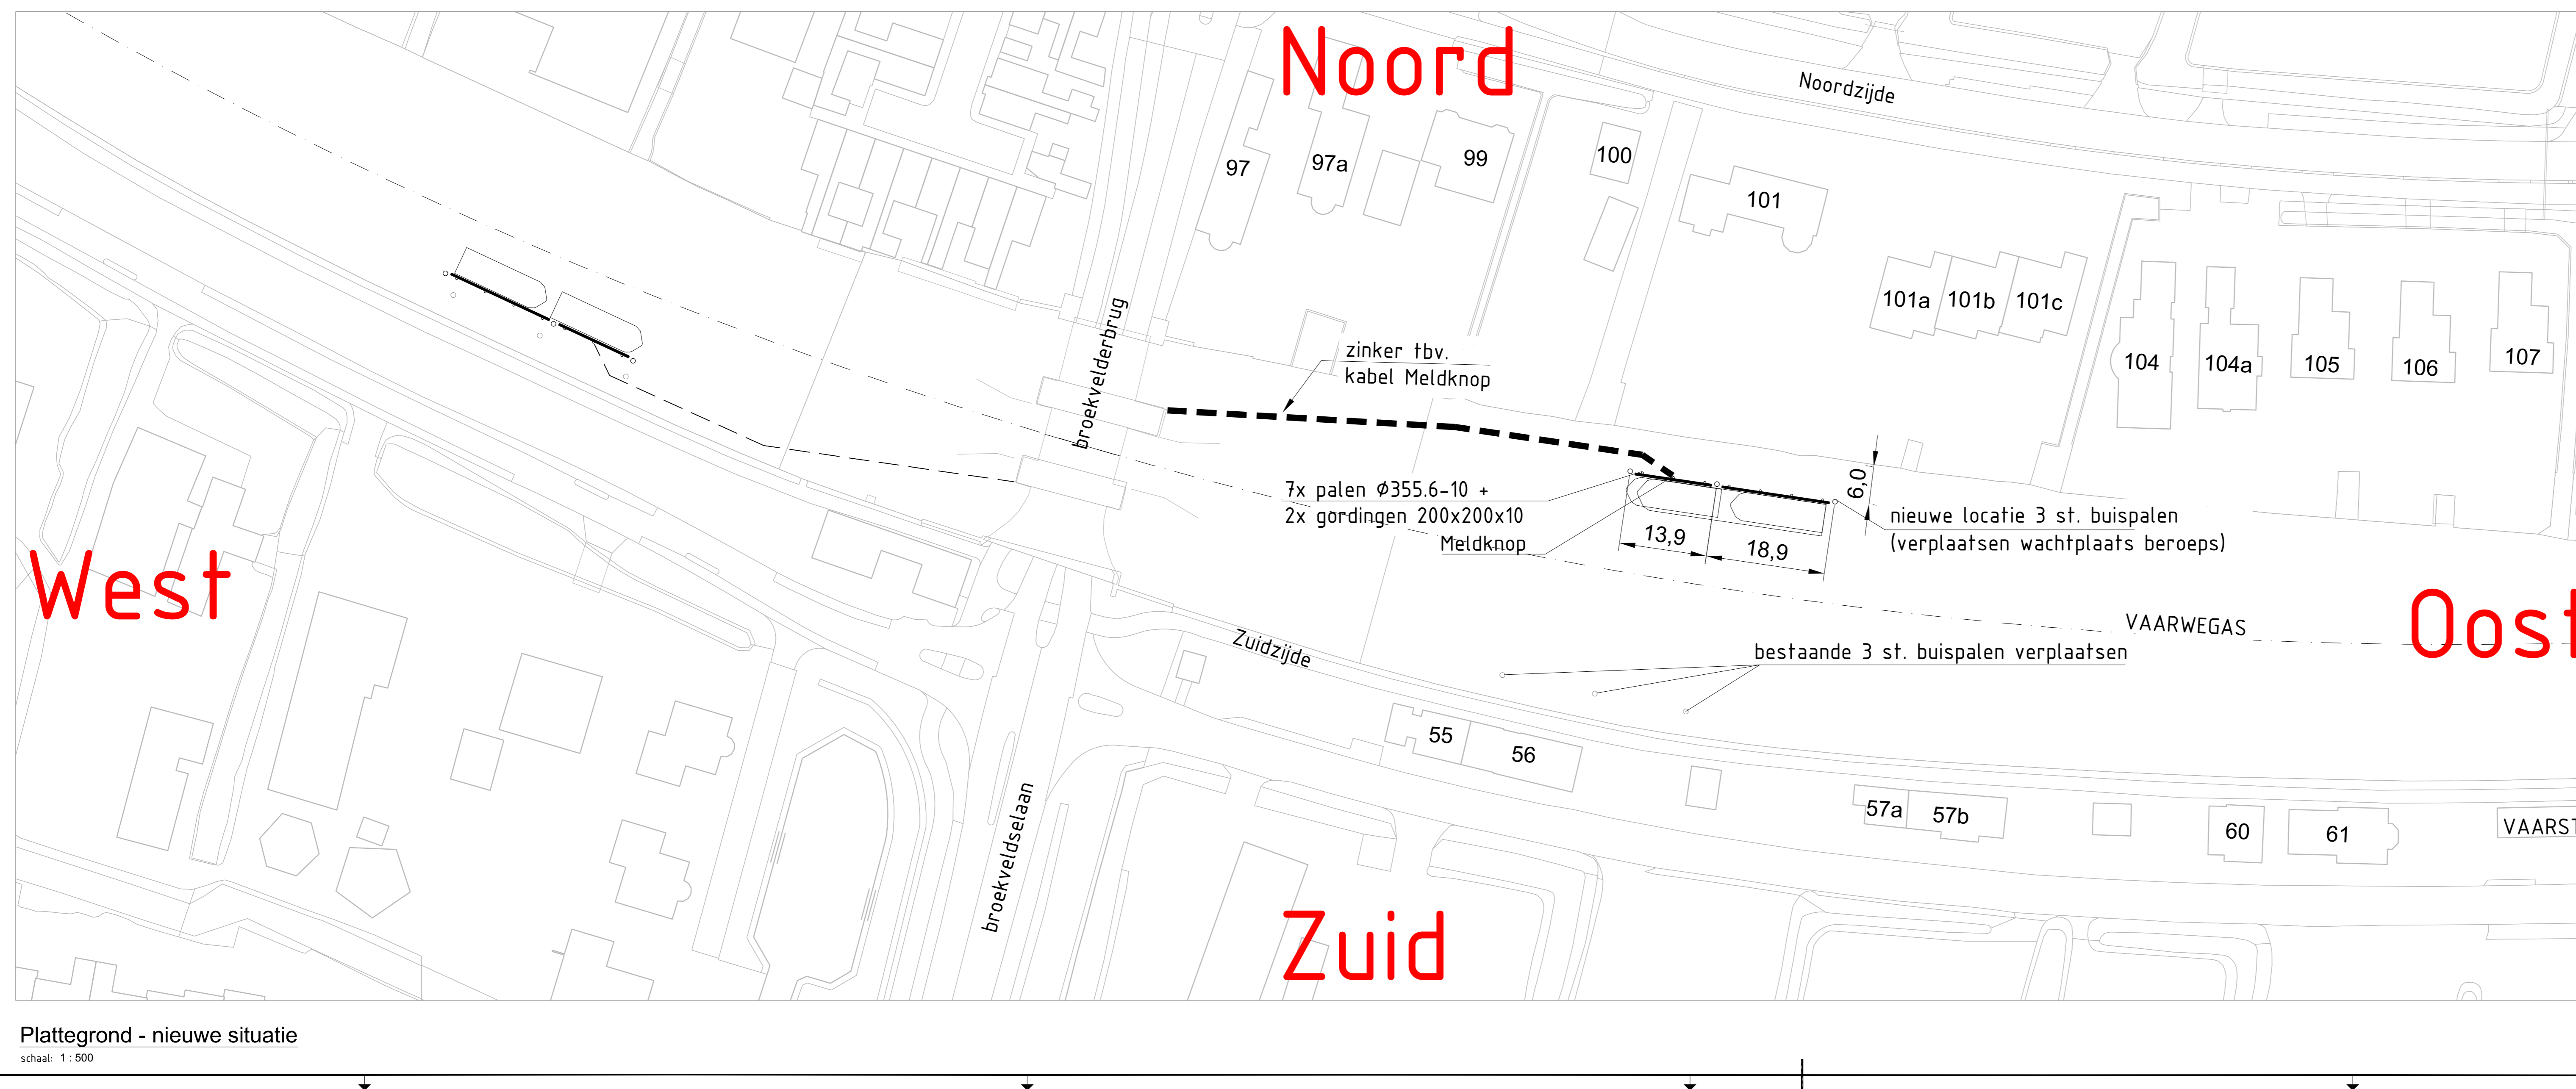 Noord
Noordzijde
97
97a
99
100
101
101a
101b
101c
104
104a
105
106
107
broekvelderbrug
zinker tbv.
kabel Meldknop
7x palen Ø355.6-10 +
2x gordingen 200x200x10
Meldknop
13,9
18,9
6,0
nieuwe locatie 3 st. buispalen
(verplaatsen wachtplaats beroeps)
West
Oost
VAARWEGAS
Zuidzijde
bestaande 3 st. buispalen verplaatsen
55
56
57a
57b
60
61
VAARST
broekveldselaan
Zuid
Plattegrond - nieuwe situatie
schaal: 1 : 500